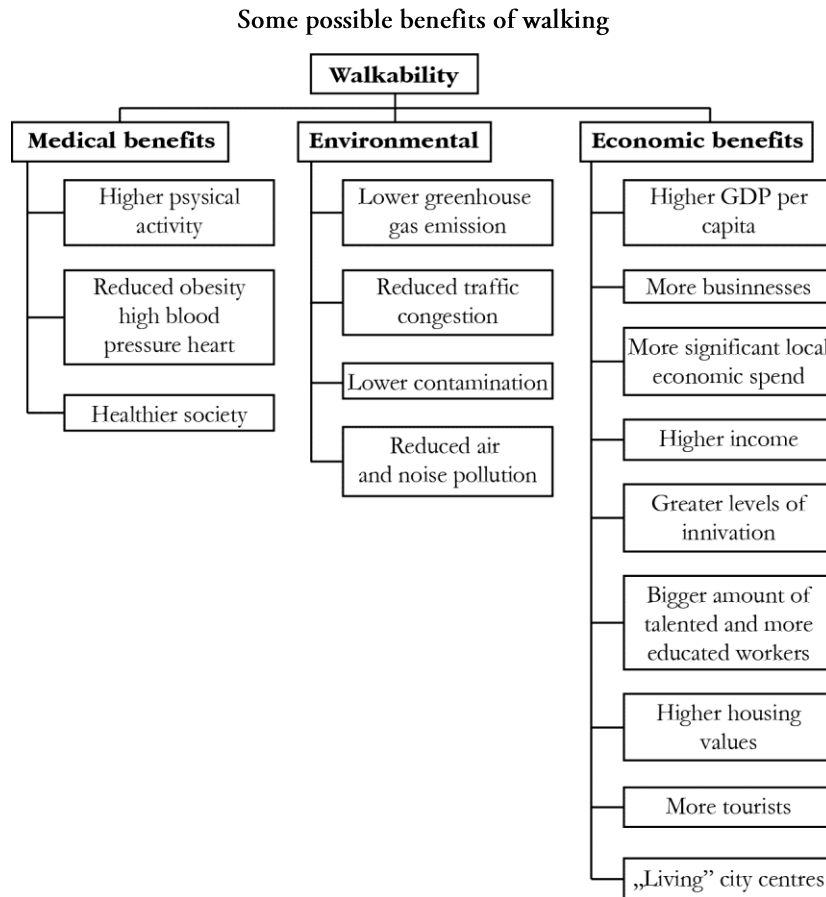 Some possible benefits of walking
Walkability
Medical benefits
Higher psysical
activity
Reduced obesity
high blood
pressure heart
Healthier society
Environmental
Lower greenhouse
gas emission
Reduced traffic
congestion
Lower contamination
Reduced air
and noise pollution
Economic benefits
Higher GDP per
capita
More businnesses
More significant local
economic spend
Higher income
Greater levels of
innivation
Bigger amount of
talented and more
educated workers
Higher housing
values
More tourists
„Living” city centres